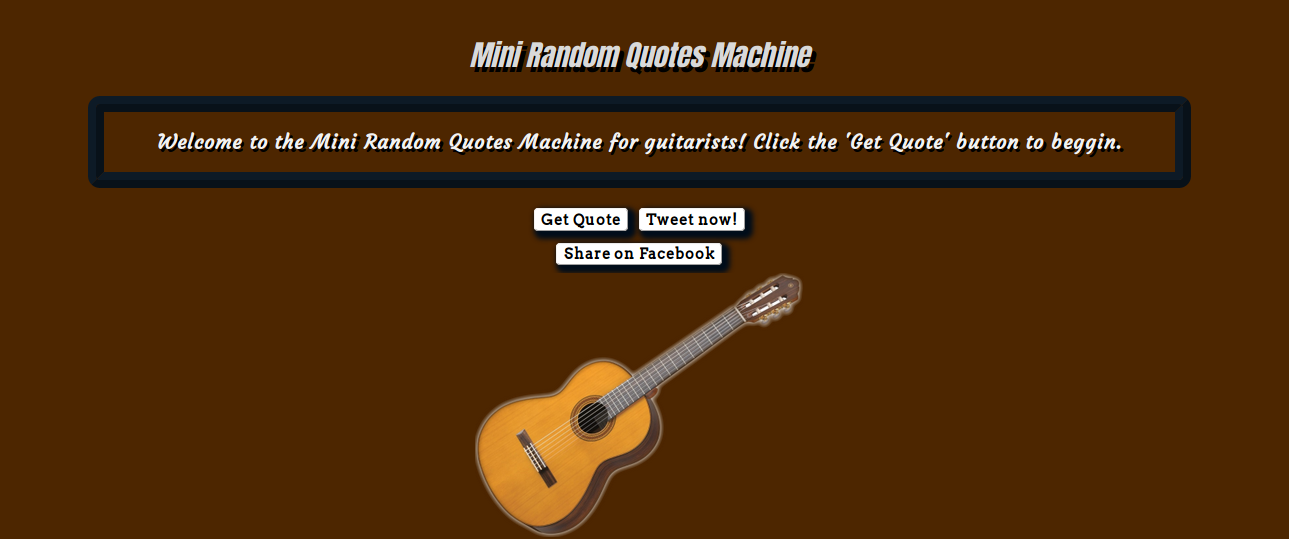 Mini Random Quotes Machine
Welcome to the Mini Random Quotes Machine for guitarists! Click the 'Get Quote' button to beggin.
Get Quote Tweet now!
Share on Facebook